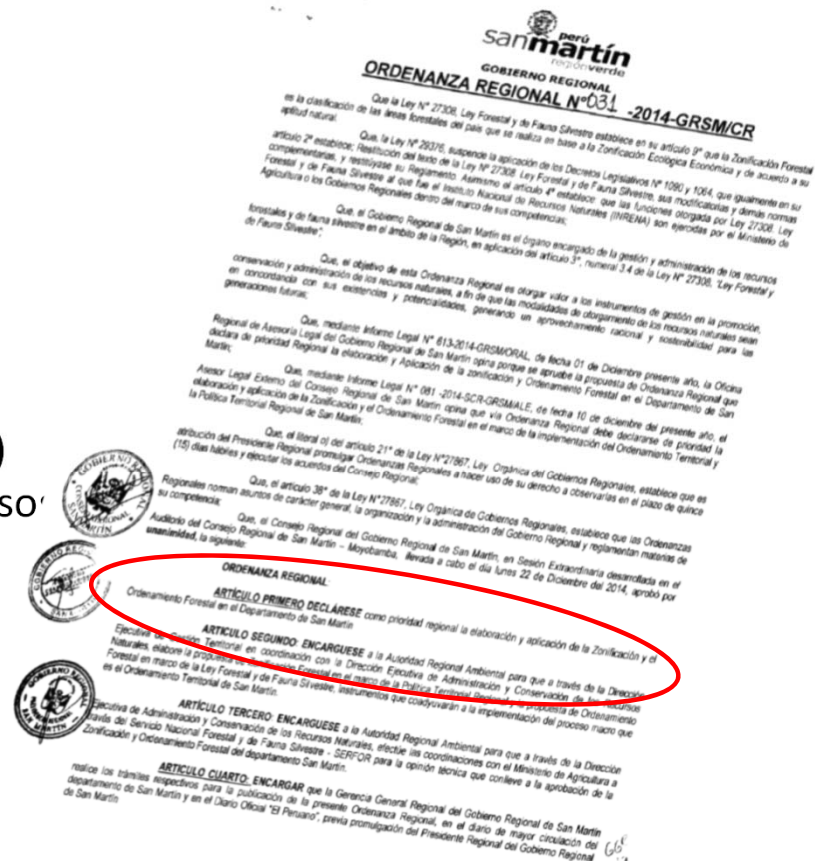 perú
sanmartín
regiónverde
GOBIERNO REGIONAL
ORDENANZA REGIONAL N°031 -2014-GRSM/CR
Que la Ley N° 27308, Ley Forestal y de Fauna Silvestre establece en su artículo 9° que la Zonificación Forestal
es la clasificación de las áreas forestales del país que se realiza en base a la Zonificación Ecológica Económica y de acuerdo a su
aptitud natural.
Que, la Ley N° 29376, suspende la aplicación de los Decretos Legislativos N° 1090 y 1064, que igualmente en su
artículo 2° establece; Restitución del texto de la Ley N° 27308 Ley Forestal y de Fauna Silvestre, sus modificatorias y demás normas
complementarias, y restitúyase su Reglamento. Asimismo el artículo 4° establece: que las funciones otorgada por Ley 27308. Ley
Forestal y de Fauna Silvestre al que fue el Instituto Nacional de Recursos Naturales (INRENA) son ejercidas por el Ministerio de
Agricultura o los Gobiernos Regionales dentro del marco de sus competencias;
Que, el Gobierno Regional de San Martín es el órgano encargado de la gestión y administración de los recursos
forestales y de fauna silvestre en el ámbito de la Región, en aplicación del artículo 3°, numeral 3.4 de la Ley N° 27308, "Ley Forestal y
de Fauna Silvestre";
Que, el objetivo de esta Ordenanza Regional es otorgar valor a los instrumentos de gestión en la promoción,
conservación y administración de los recursos naturales, a fin de que las modalidades de otorgamiento de los recursos naturales sean
en concordancia con sus existencias y potencialidades, generando un aprovechamiento racional y sostenibilidad para las
generaciones futuras;
Que, mediante Informe Legal N° 613-2014-GRSM/ORAL, de fecha 01 de Diciembre presente año, la Oficina
Regional de Asesoría Legal del Gobierno Regional de San Martín opina porque se apruebe la propuesta de Ordenanza Regional que
declara de prioridad Regional la elaboración y Aplicación de la zonificación y Ordenamiento Forestal en el Departamento de San
Martín;
Que, mediante Informe Legal N° 081 -2014-SCR-GRSM/ALE, de fecha 10 de diciembre del presente año, el
Asesor Legal Externo del Consejo Regional de San Martín opina que vía Ordenanza Regional debe declararse de prioridad la
elaboración y aplicación de la Zonificación y el Ordenamiento Forestal en el marco de la implementación del Ordenamiento Territorial y
la Política Territorial Regional de San Martín;
Que, el literal o) del artículo 21° de la Ley N°27867, Ley Orgánica del Gobiernos Regionales, establece que es
atribución del Presidente Regional promulgar Ordenanzas Regionales a hacer uso de su derecho a observarlas en el plazo de quince
(15) días hábiles y ejecutar los acuerdos del Consejo Regional;
Que, el artículo 38° de la Ley N°27867, Ley Orgánica de Gobiernos Regionales, establece que las Ordenanzas
Regionales norman asuntos de carácter general, la organización y la administración del Gobierno Regional y reglamentan materias de
su competencia;
Que, el Consejo Regional del Gobierno Regional de San Martín, en Sesión Extraordinaria desarrollada en el
Auditorio del Consejo Regional de San Martín – Moyobamba, llevada a cabo el día lunes 22 de Diciembre del 2014, aprobó por
unanimidad, la siguiente:
ORDENANZA REGIONAL:
ARTÍCULO PRIMERO DECLÁRESE como prioridad regional la elaboración y aplicación de la Zonificación y el
Ordenamiento Forestal en el Departamento de San Martín
ARTICULO SEGUNDO: ENCARGUESE a la Autoridad Regional Ambiental para que a través de la Dirección
Ejecutiva de Gestión Territorial en coordinación con la Dirección Ejecutiva de Administración y Conservación de los Recursos
Naturales, elabore la propuesta de Zonificación Forestal en el marco de la Política Territorial Regional y la propuesta de Ordenamiento
Forestal en marco de la Ley Forestal y de Fauna Silvestre, instrumentos que coadyuvarán a la implementación del proceso macro que
es el Ordenamiento Territorial de San Martín.
ARTÍCULO TERCERO: ENCARGUESE a la Autoridad Regional Ambiental para que a través de la Dirección
Ejecutiva de Administración y Conservación de los Recursos Naturales, efectúe las coordinaciones con el Ministerio de Agricultura a
través del Servicio Nacional Forestal y de Fauna Silvestre - SERFOR para la opinión técnica que conlleve a la aprobación de la
Zonificación y Ordenamiento Forestal del departamento San Martín.
ARTICULO CUARTO: ENCARGAR que la Gerencia General Regional del Gobierno Regional de San Martín
realice los trámites respectivos para la publicación de la presente Ordenanza Regional, en el diario de mayor circulación del
departamento de San Martín y en el Diario Oficial "El Peruano", previa promulgación del Presidente Regional del Gobierno Regional
de San Martín
)
so
GOBIERNO REGIONAL
SAN MARTÍN